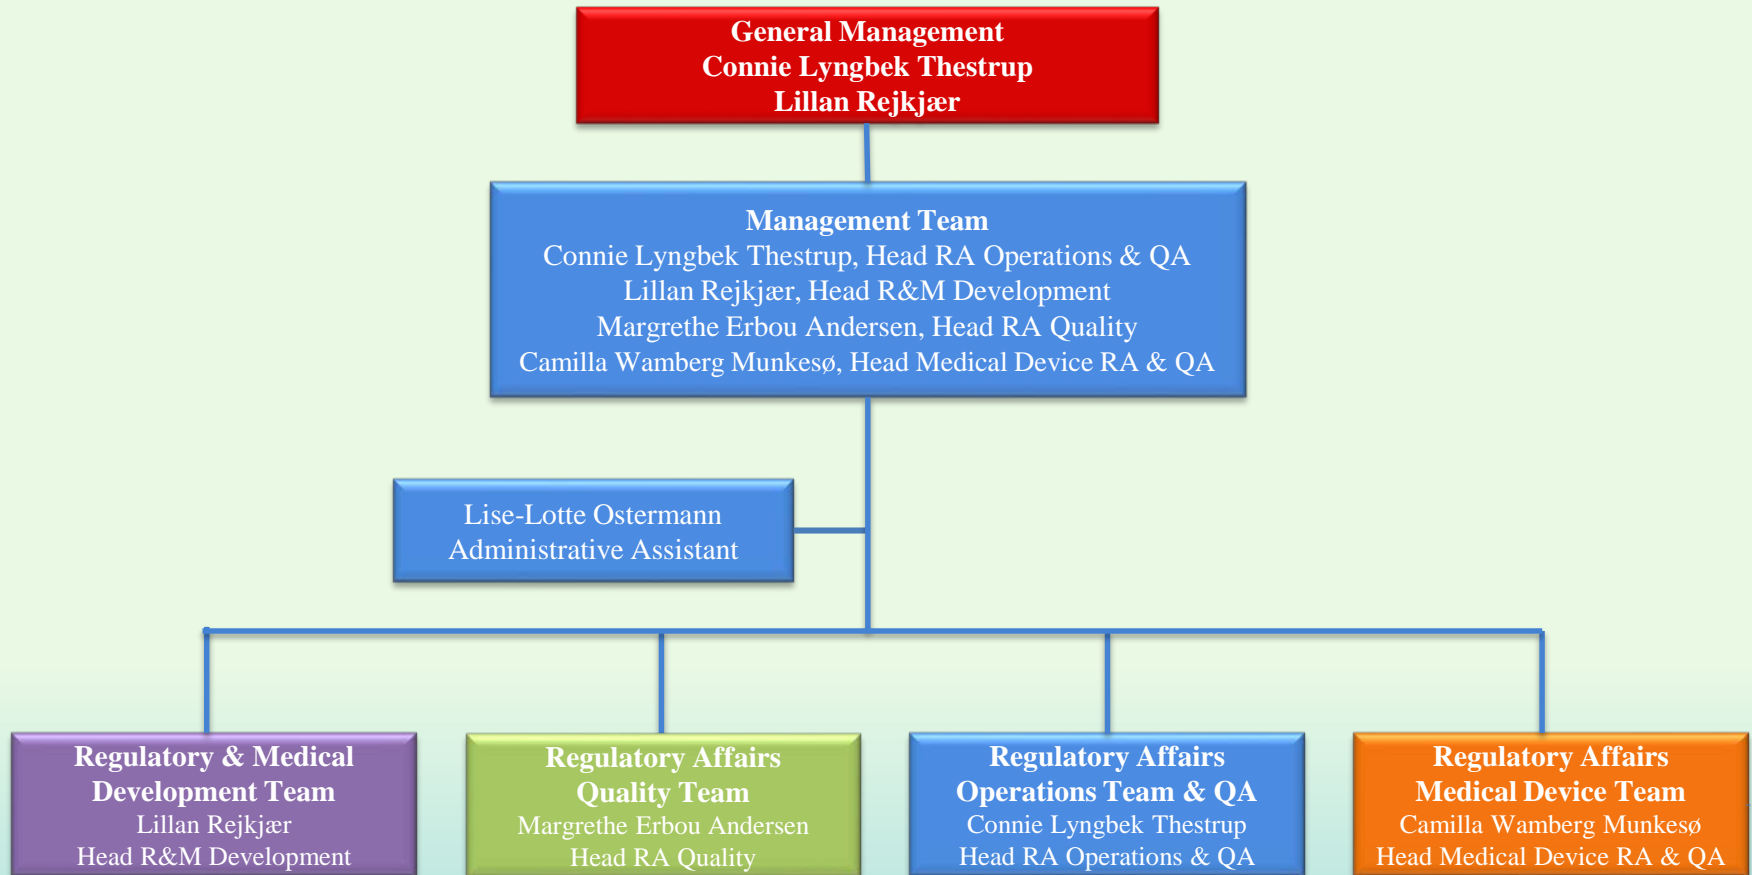 General Management
Connie Lyngbek Thestrup
Lillan Rejkjær
Management Team
Connie Lyngbek Thestrup, Head RA Operations & QA
Lillan Rejkjær, Head R&M Development
Margrethe Erbou Andersen, Head RA Quality
Camilla Wamberg Munkesø, Head Medical Device RA & QA
Lise-Lotte Ostermann
Administrative Assistant
Regulatory & Medical
Development Team
Lillan Rejkjær
Head R&M Development
Regulatory Affairs
Quality Team
Margrethe Erbou Andersen
Head RA Quality
Regulatory Affairs
Operations Team & QA
Connie Lyngbek Thestrup
Head RA Operations & QA
Regulatory Affairs
Medical Device Team
Camilla Wamberg Munkesø
Head Medical Device RA & QA